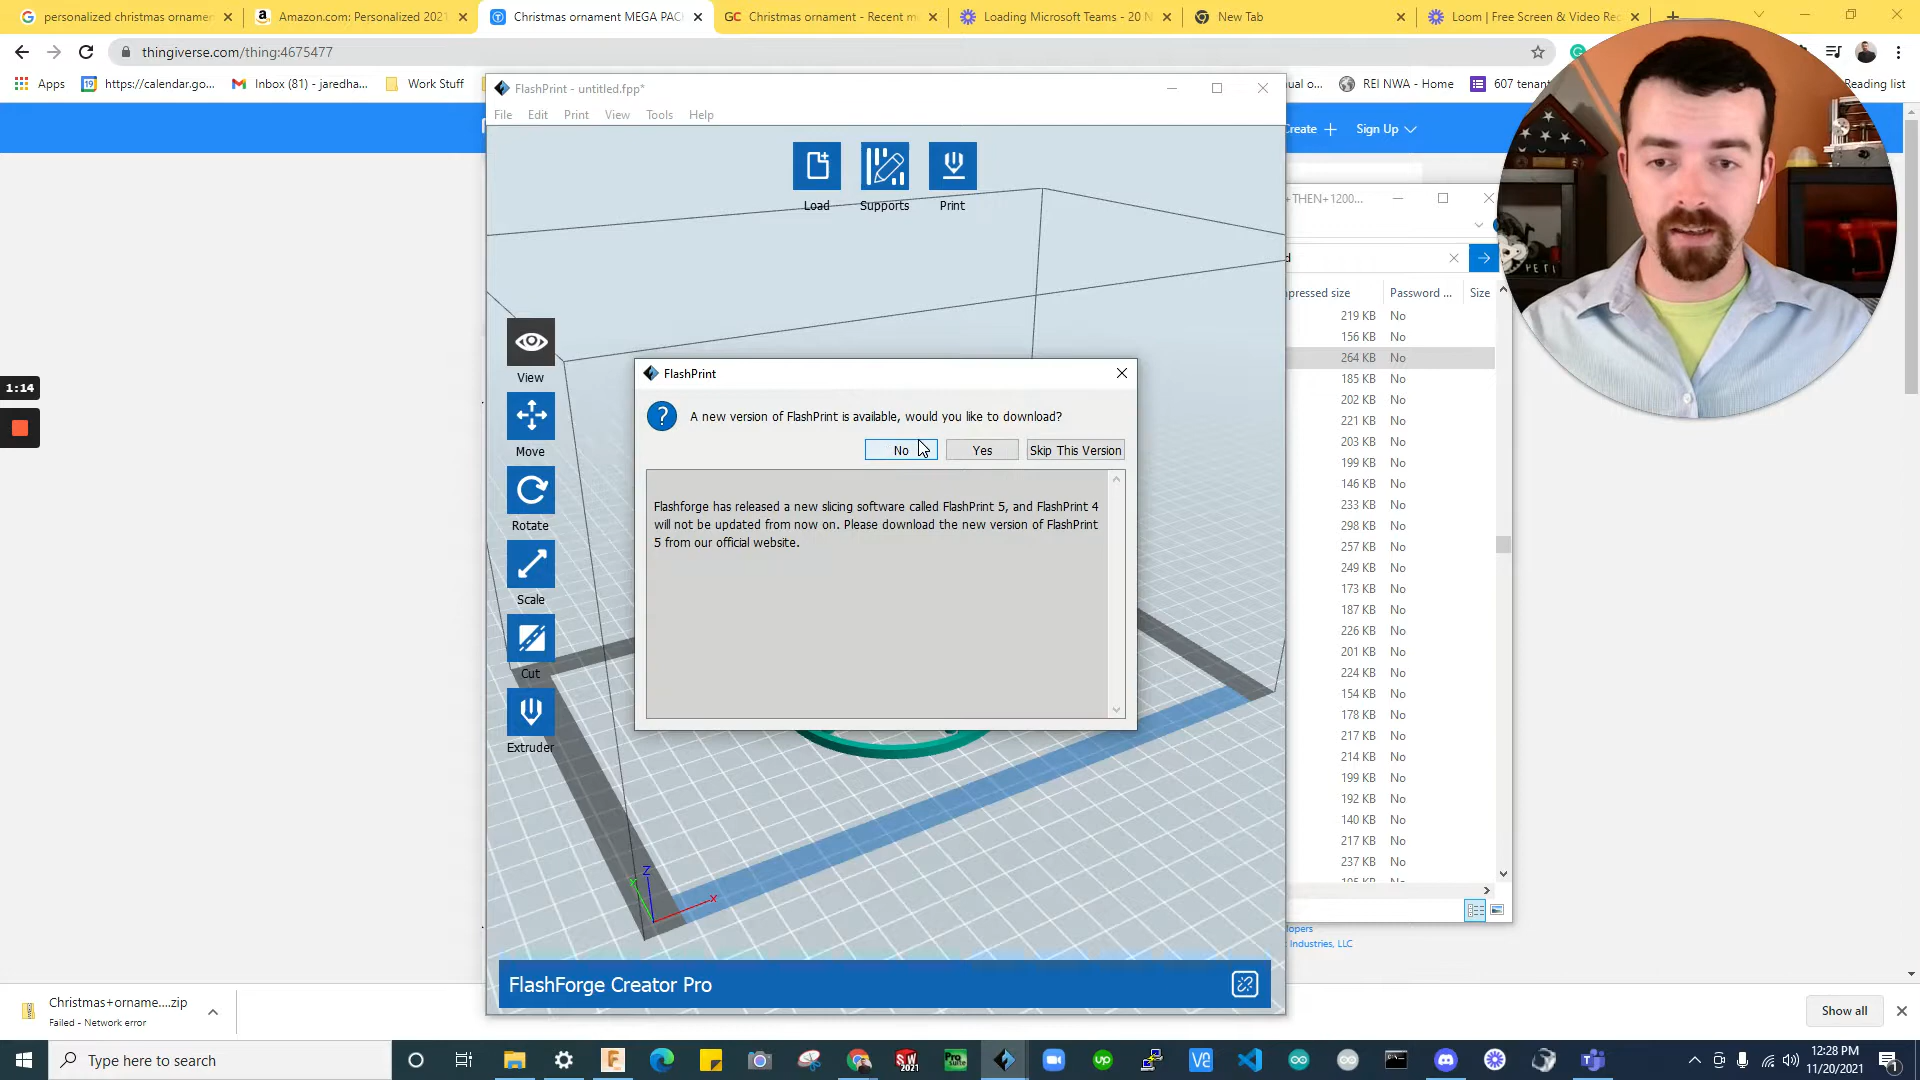 personalized christmas orname
Amazon.com: Personalized 2021
Christmas ornament MEGA PAC
Christmas ornament - Recent m
Loading Microsoft Teams - 20 N
New Tab
Loom | Free Screen & Video Rec
thingiverse.com/thing:4675477
Apps
https://calendar.go...
Inbox (81) - jaredha...
Work Stuff
ual o...
REI NWA - Home
607 tenant
Reading list
FlashPrint - untitled.fpp*
File Edit Print View Tools Help
Create
Sign Up
Load
Supports
Print
+THEN+1200...
d
pressed size
Password ...
Size
219 KB No
156 KB No
264 KB No
185 KB No
202 KB No
221 KB No
203 KB No
199 KB No
146 KB No
233 KB No
298 KB No
257 KB No
249 KB No
173 KB No
187 KB No
226 KB No
201 KB No
224 KB No
154 KB No
178 KB No
217 KB No
214 KB No
199 KB No
192 KB No
140 KB No
217 KB No
237 KB No
View
Move
Rotate
Scale
Cut
Extruder
1:14
FlashPrint
A new version of FlashPrint is available, would you like to download?
No
Yes
Skip This Version
Flashforge has released a new slicing software called FlashPrint 5, and FlashPrint 4
will not be updated from now on. Please download the new version of FlashPrint
5 from our official website.
Z
Y
X
FlashForge Creator Pro
lopers
Industries, LLC
Christmas+orname....zip
Failed - Network error
Show all
Type here to search
12:28 PM
11/20/2021